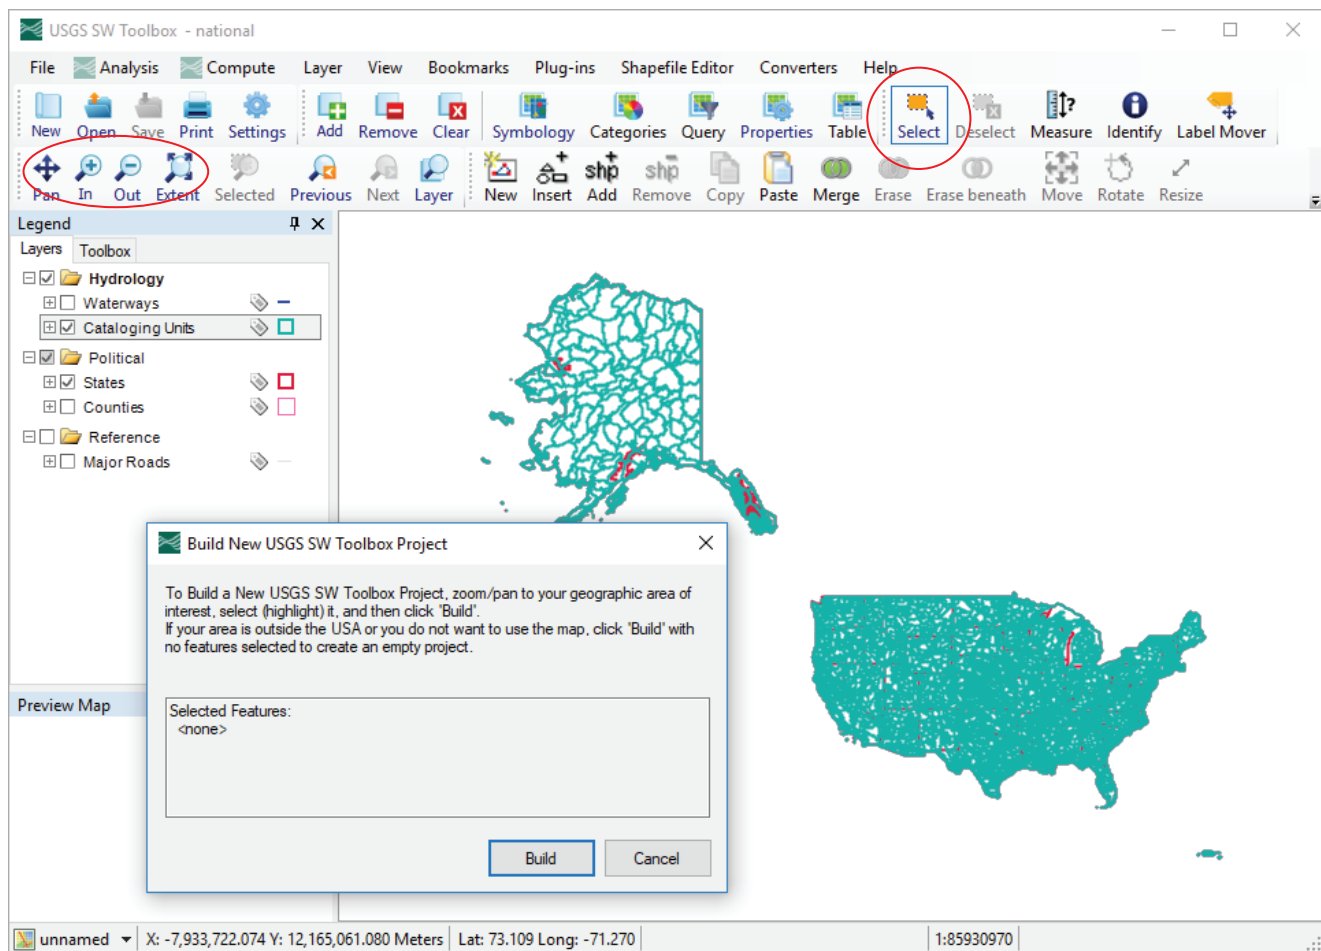 USGS SW Toolbox - national
File Analysis Compute Layer View Bookmarks Plug-ins Shapefile Editor Converters Help
New Open Save Print Settings Add Remove Clear Symbology Categories Query Properties Table Select Deselect Measure Identify Label Mover
Pan In Out Extent Selected Previous Next Layer New Insert Add Remove Copy Paste Merge Erase Erase beneath Move Rotate Resize
Legend
Layers Toolbox
Hydrology
Waterways
Cataloging Units
Political
States
Counties
Reference
Major Roads
Build New USGS SW Toolbox Project
To Build a New USGS SW Toolbox Project, zoom/pan to your geographic area of
interest, select (highlight) it, and then click 'Build'.
If your area is outside the USA or you do not want to use the map, click 'Build' with
no features selected to create an empty project.
Preview Map
Selected Features:
<none>
Build Cancel
unnamed X: -7,933,722.074 Y: 12,165,061.080 Meters Lat: 73.109 Long: -71.270 1:85930970